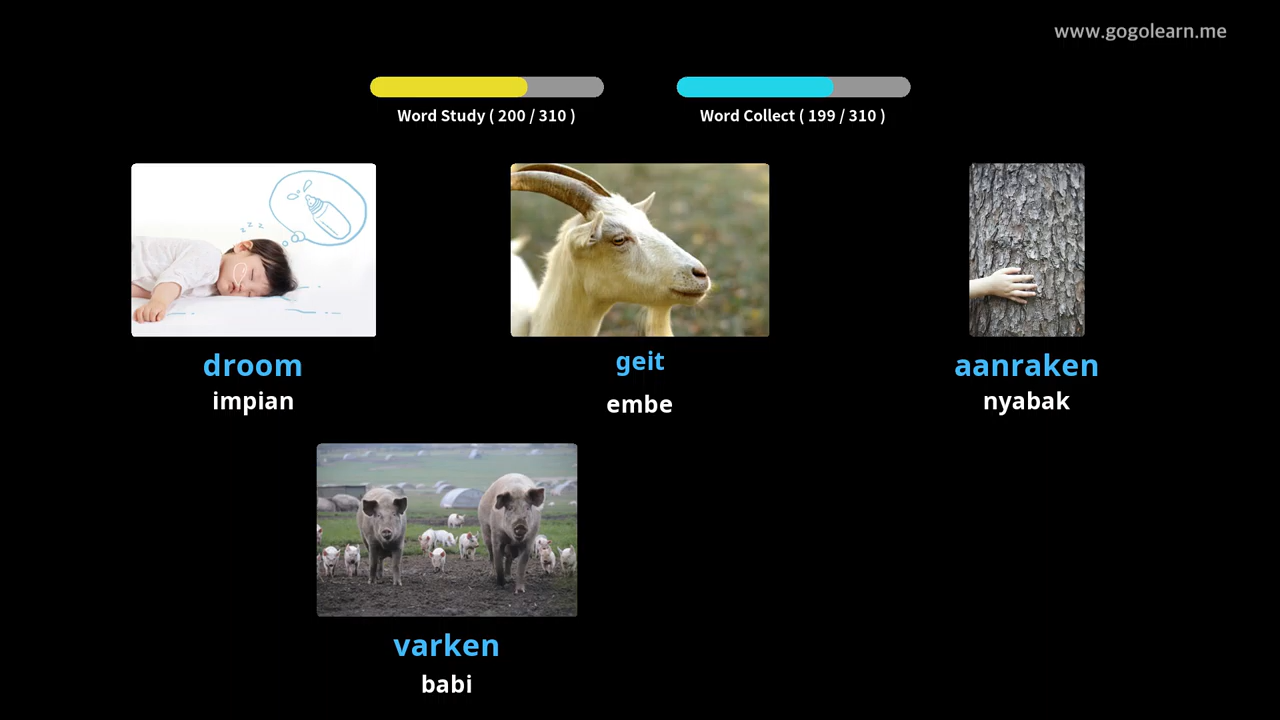 www.gogolearn.me
Word Study ( 200 / 310 )
Word Collect ( 199 / 310 )
z z z
droom
impian
geit
embe
aanraken
nyabak
varken
babi